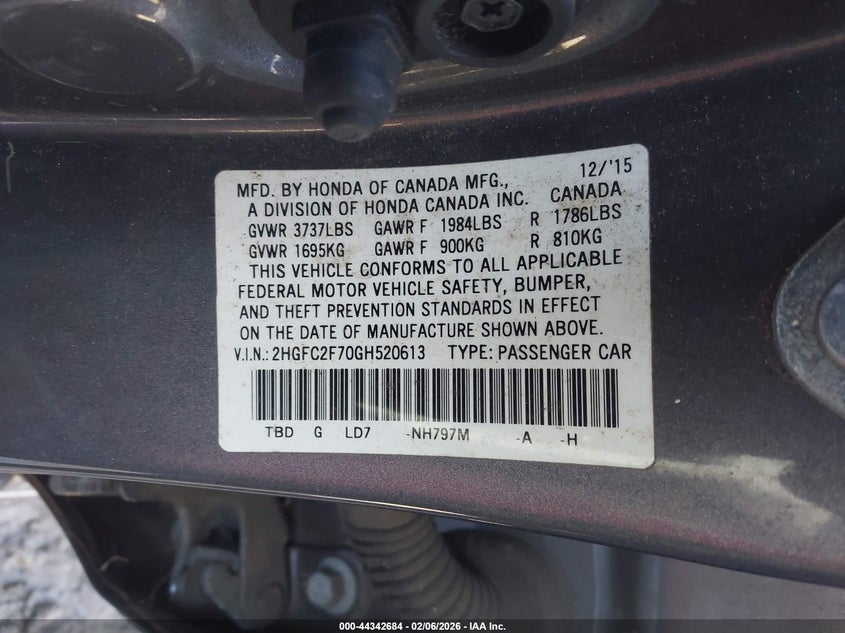 12/'15
MFD. BY HONDA OF CANADA MFG.,
A DIVISION OF HONDA CANADA INC. CANADA
GVWR 3737LBS GAWR F 1984LBS R 1786LBS
GVWR 1695KG GAWR F 900KG R 810KG
THIS VEHICLE CONFORMS TO ALL APPLICABLE
FEDERAL MOTOR VEHICLE SAFETY, BUMPER,
AND THEFT PREVENTION STANDARDS IN EFFECT
ON THE DATE OF MANUFACTURE SHOWN ABOVE.
V.I.N.: 2HGFC2F70GH520613 TYPE: PASSENGER CAR
TBD G LD7 -NH797M -A -H
000-44342684 - 02/06/2026 - IAA Inc.